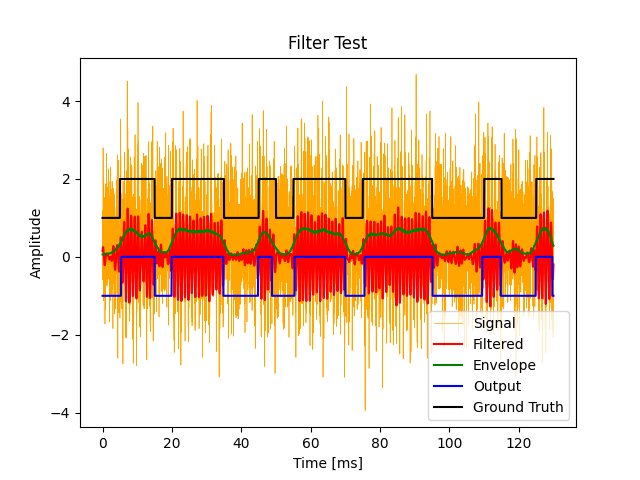 Filter Test
Amplitude
4
2
0
−2
−4
Signal
Filtered
Envelope
Output
Ground Truth
0 20 40 60 80 100 120
Time [ms]